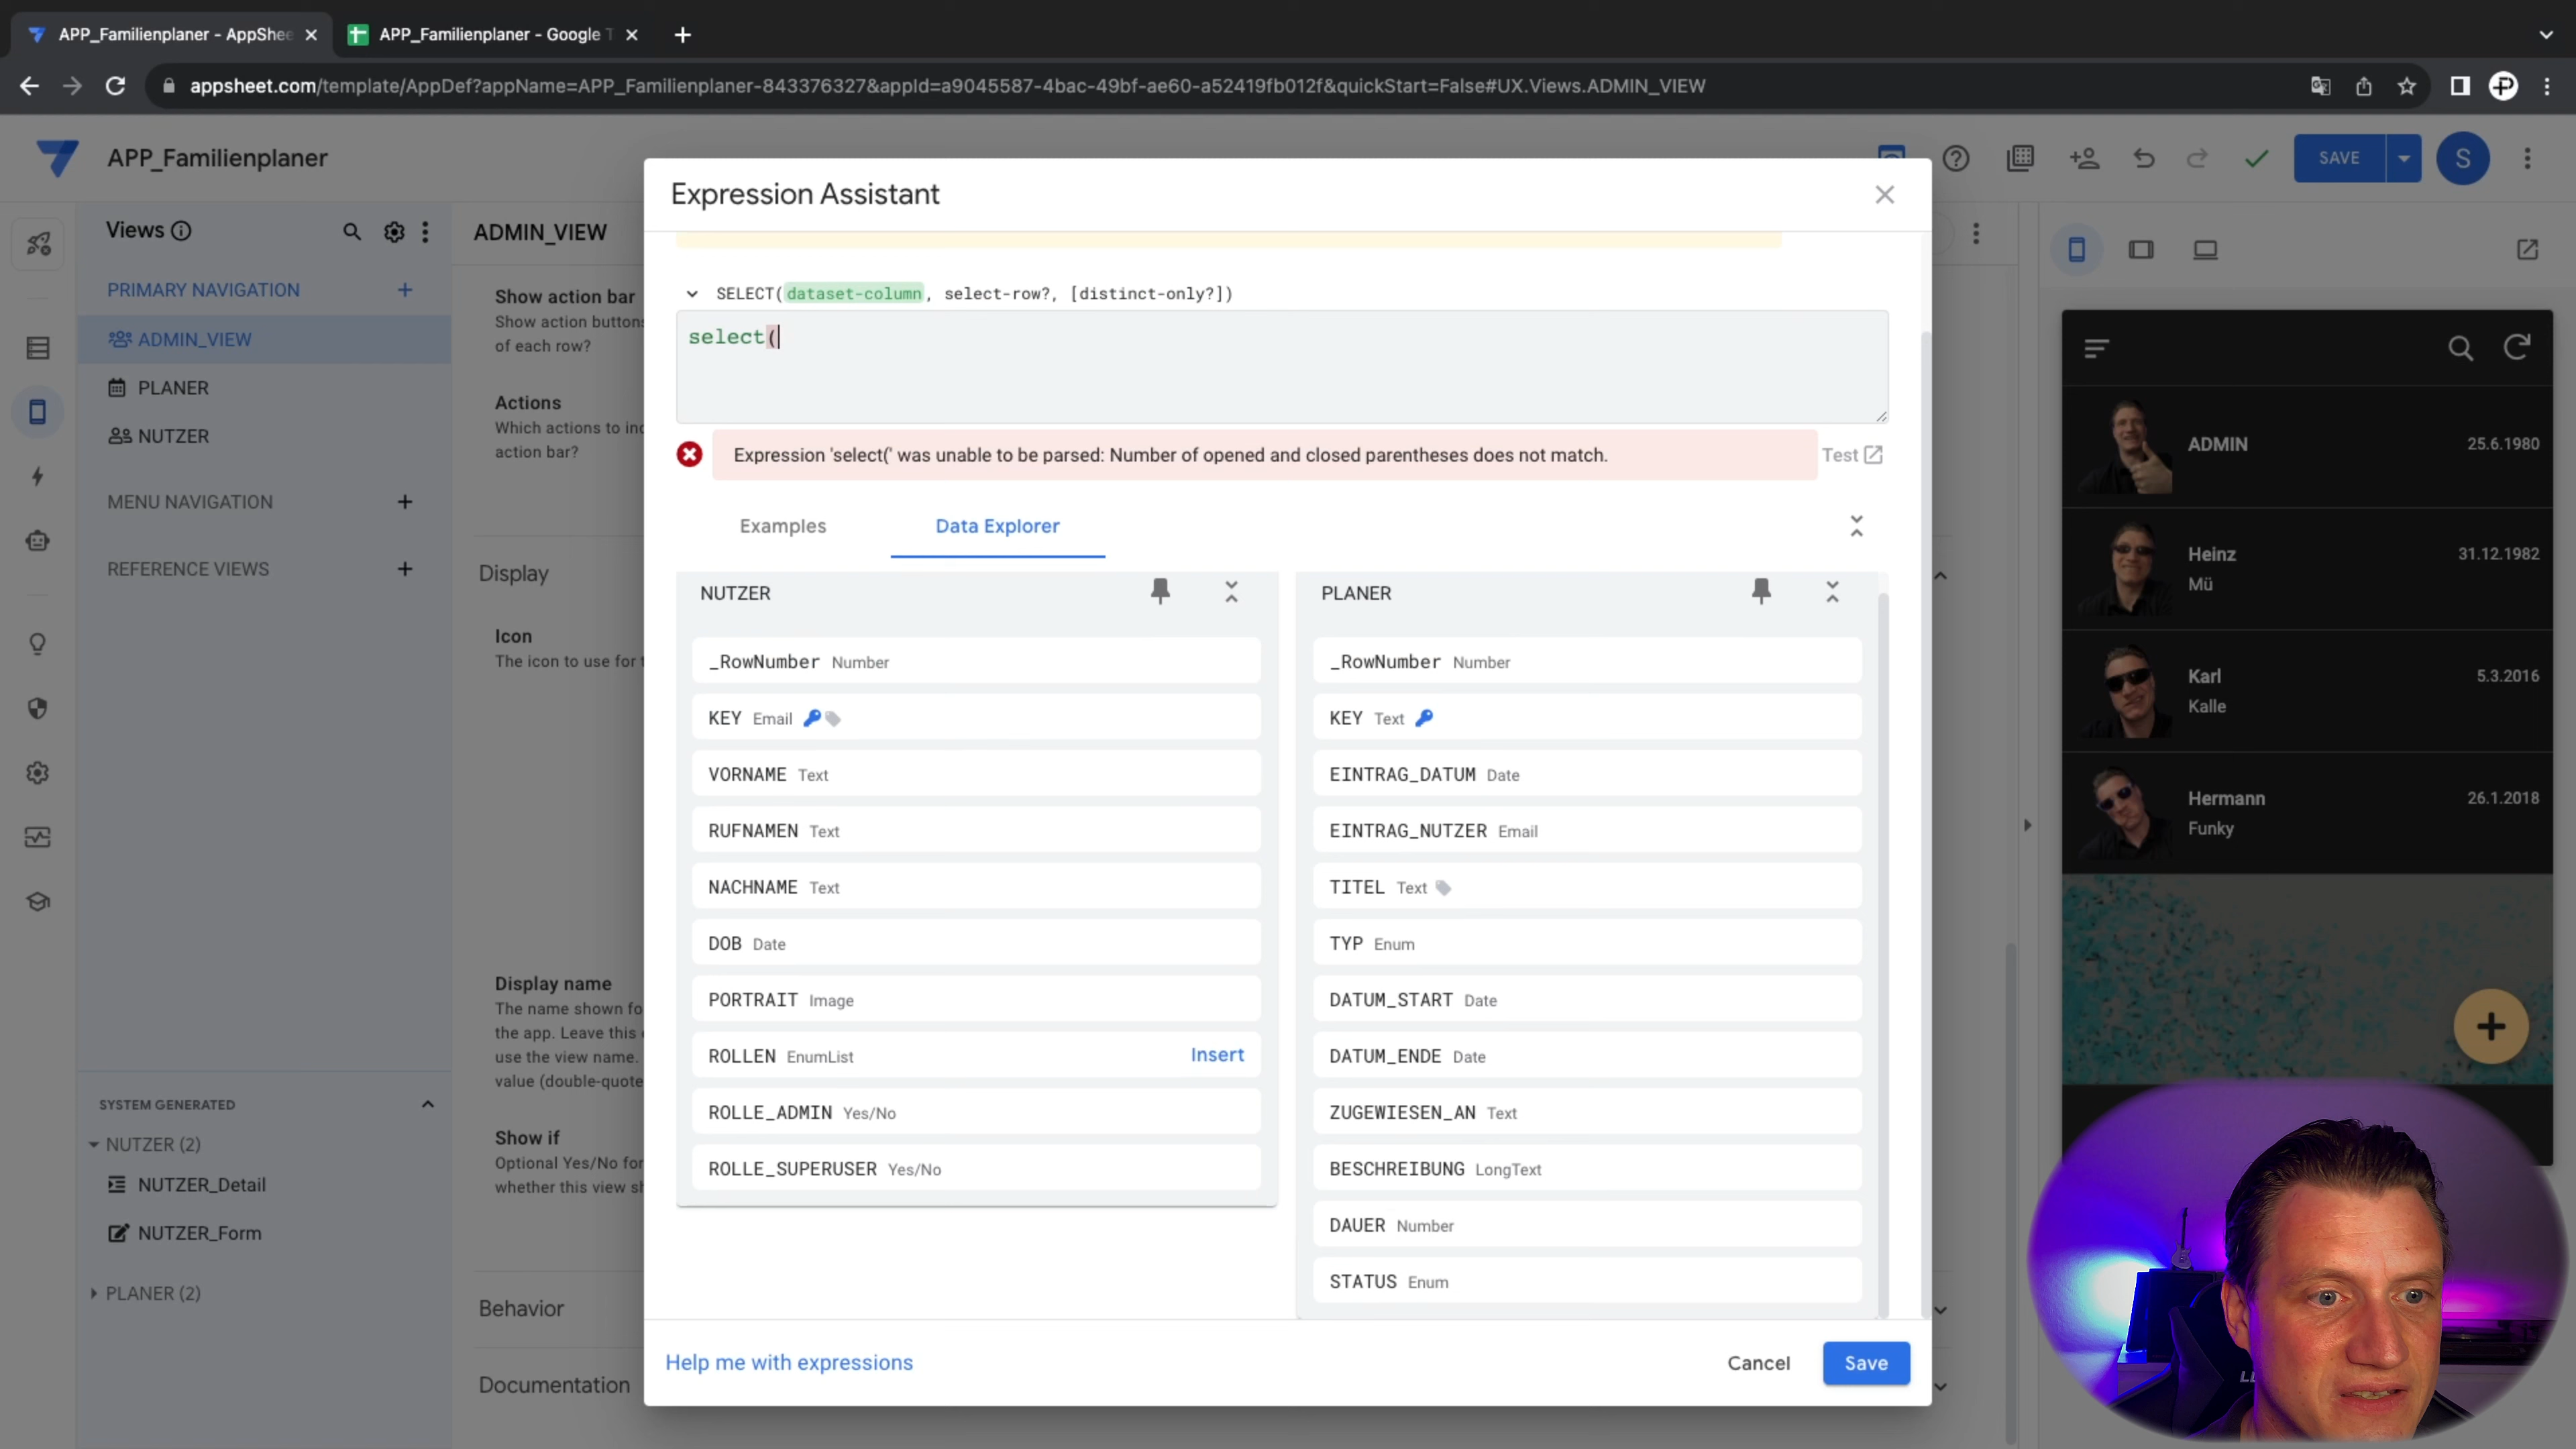 APP_Familienplaner - AppShee
APP_Familienplaner - Google T
appsheet.com/template/AppDef?appName=APP_Familienplaner-843376327&appId=a9045587-4bac-49bf-ae60-a52419fb012f&quickStart=False#UX.Views.ADMIN_VIEW
APP_Familienplaner
SAVE
S
Views
PRIMARY NAVIGATION
ADMIN_VIEW
PLANER
NUTZER
MENU NAVIGATION
REFERENCE VIEWS
SYSTEM GENERATED
NUTZER (2)
NUTZER_Detail
NUTZER_Form
PLANER (2)
ADMIN_VIEW
Show action bar
Show action buttons
of each row?
Actions
Which actions to inc
action bar?
Display
Icon
The icon to use for t
Display name
The name shown fo
the app. Leave this
use the view name.
value (double-quote
Show if
Optional Yes/No for
whether this view sh
Behavior
Documentation
Expression Assistant
SELECT(dataset-column, select-row?, [distinct-only?])
select(
Expression 'select(' was unable to be parsed: Number of opened and closed parentheses does not match.
Test
Examples
Data Explorer
NUTZER
_RowNumber Number
KEY Email
VORNAME Text
RUFNAMEN Text
NACHNAME Text
DOB Date
PORTRAIT Image
ROLLEN EnumList Insert
ROLLE_ADMIN Yes/No
ROLLE_SUPERUSER Yes/No
PLANER
_RowNumber Number
KEY Text
EINTRAG_DATUM Date
EINTRAG_NUTZER Email
TITEL Text
TYP Enum
DATUM_START Date
DATUM_ENDE Date
ZUGEWIESEN_AN Text
BESCHREIBUNG LongText
DAUER Number
STATUS Enum
Help me with expressions
Cancel
Save
ADMIN
25.6.1980
Heinz
31.12.1982
Mü
Karl
5.3.2016
Kalle
Hermann
26.1.2018
Funky